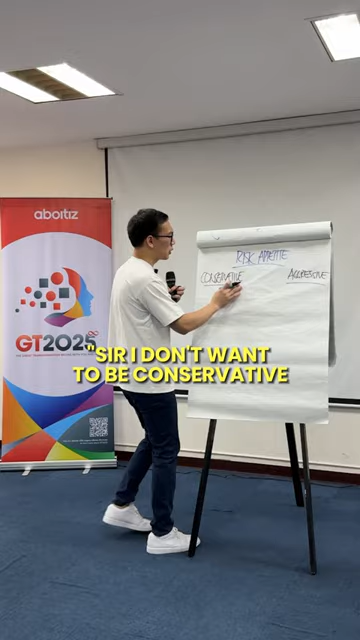 aboitiz
GT2025
RISK APPETITE
CONSERVATIVE
AGGRESSIVE
"SIR I DON'T WANT
TO BE CONSERVATIVE